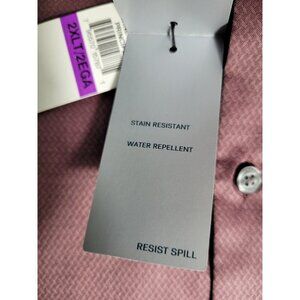 2XLT/2EGA
STAIN RESISTANT
WATER REPELLENT
RESIST SPILL